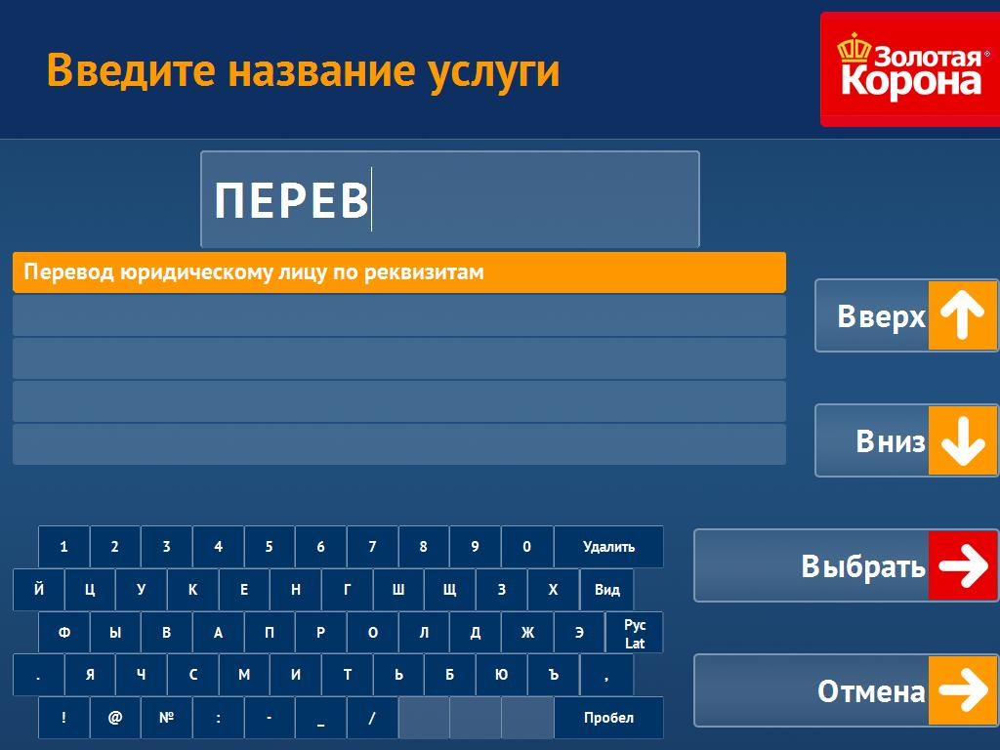 Введите название услуги
Золотая
Корона
ПЕРЕВ
Перевод юридическому лицу по реквизитам
Вверх
Вниз
1 2 3 4 5 6 7 8 9 0 Удалить
Й Ц У К Е Н Г Ш Щ З Х Вид
Ф Ы В А П Р О Л Д Ж Э Рус
Lat
. Я Ч С М И Т Ь Б Ю Ъ ,
! @ № : - _ / Пробел
Выбрать
Отмена